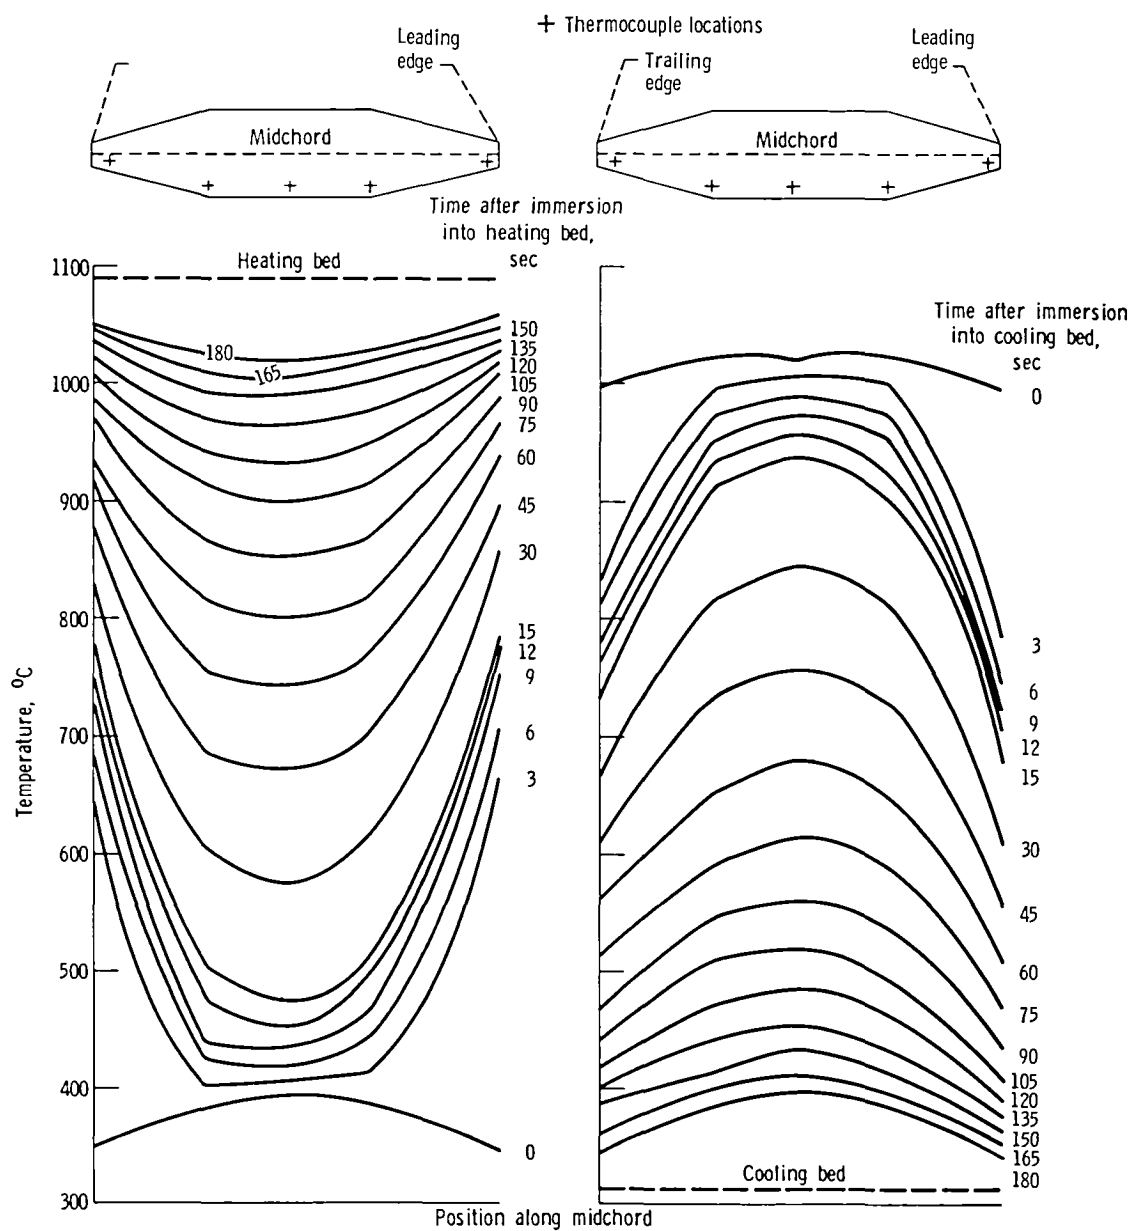 + Thermocouple locations
Leading
edge
Midchord
Trailing
edge
Leading
edge
Midchord
Time after immersion
into heating bed,
sec
Heating bed
1100
1000
900
800
700
600
500
400
300
Temperature, °C
180
165
150
135
120
105
90
75
60
45
30
15
12
9
6
3
0
Time after immersion
into cooling bed,
sec
0
3
6
9
12
15
30
45
60
75
90
105
120
135
150
165
180
Cooling bed
Position along midchord